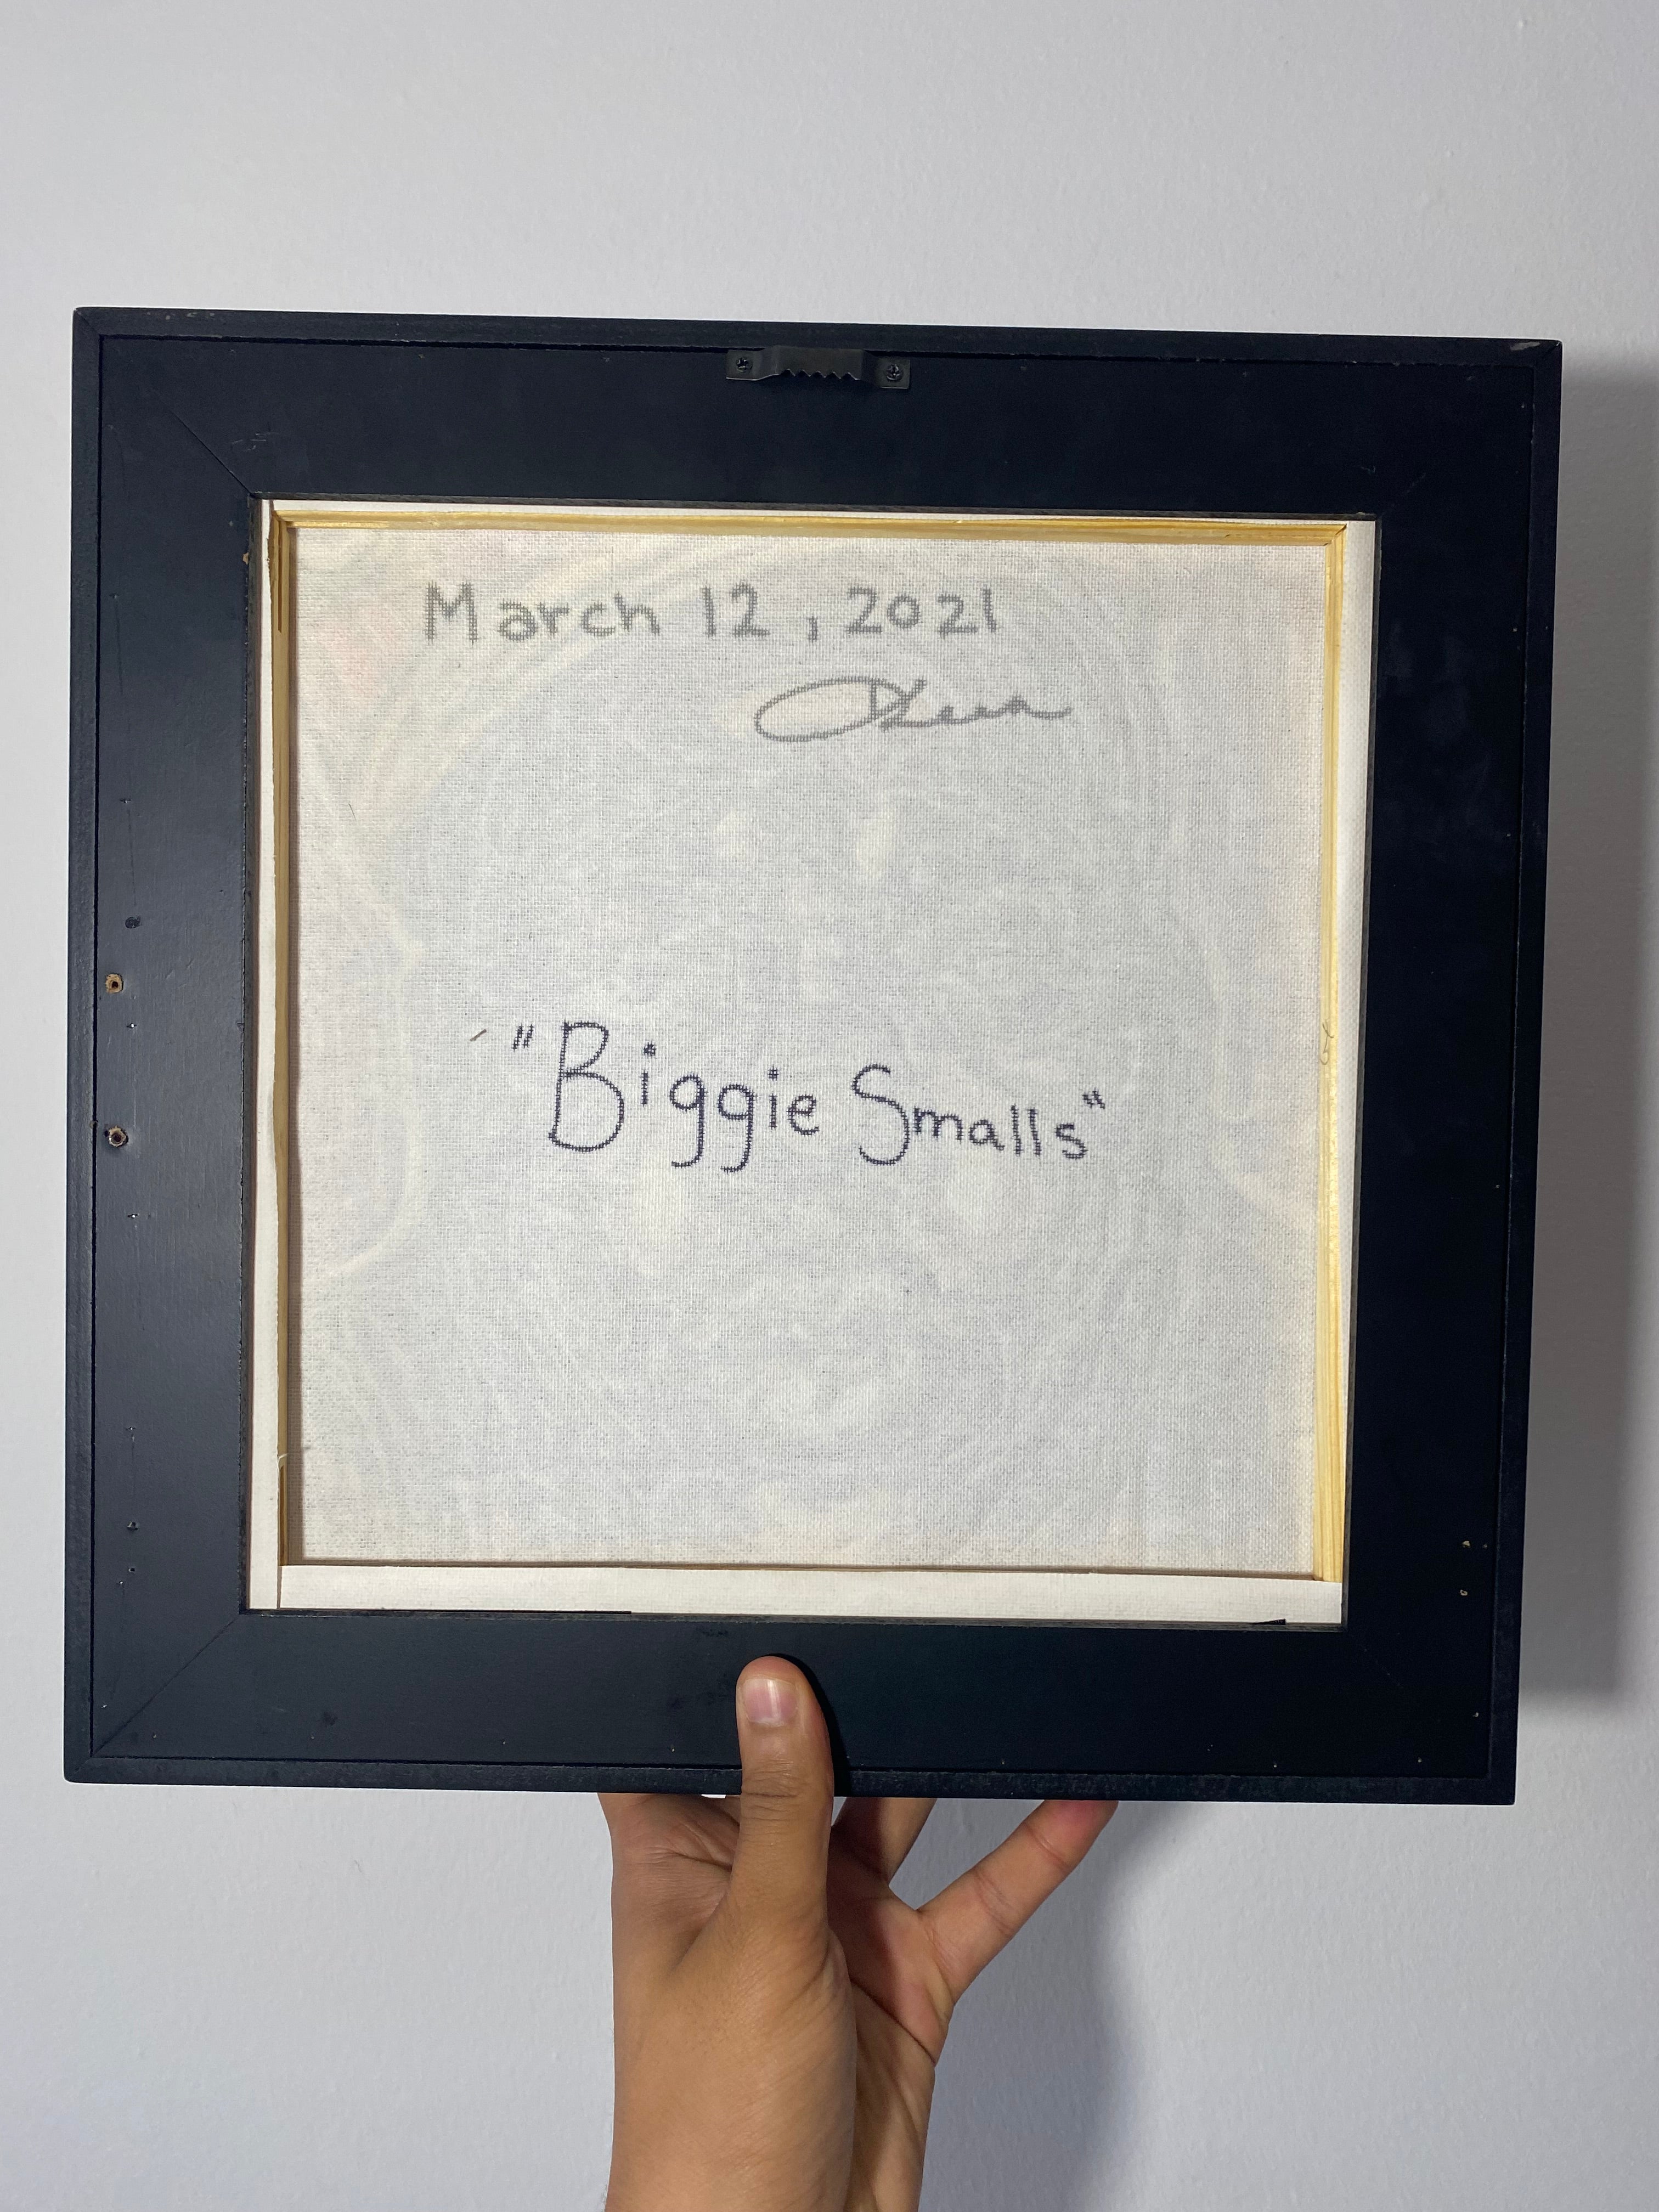 March 12, 2021
"Biggie Smalls"